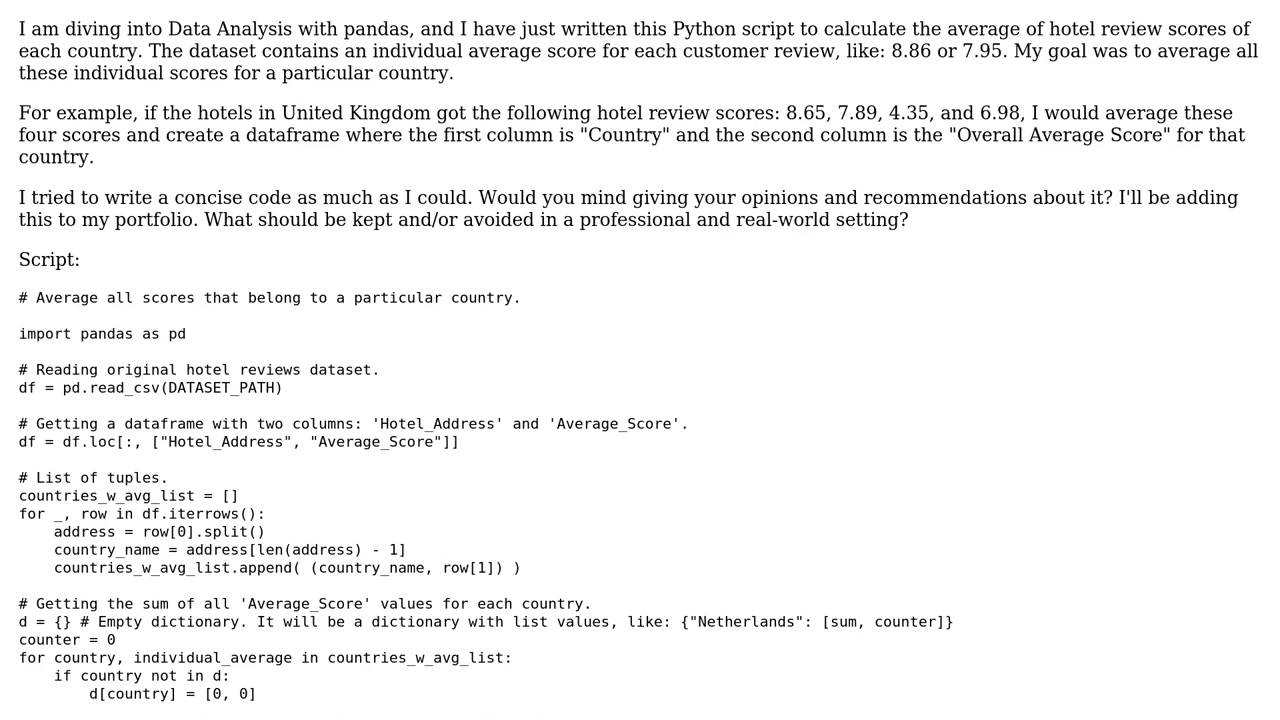 I am diving into Data Analysis with pandas, and I have just written this Python script to calculate the average of hotel review scores of
each country. The dataset contains an individual average score for each customer review, like: 8.86 or 7.95. My goal was to average all
these individual scores for a particular country.
For example, if the hotels in United Kingdom got the following hotel review scores: 8.65, 7.89, 4.35, and 6.98, I would average these
four scores and create a dataframe where the first column is "Country" and the second column is the "Overall Average Score" for that
country.
I tried to write a concise code as much as I could. Would you mind giving your opinions and recommendations about it? I'll be adding
this to my portfolio. What should be kept and/or avoided in a professional and real-world setting?
Script:
# Average all scores that belong to a particular country.
import pandas as pd
# Reading original hotel reviews dataset.
df = pd.read_csv(DATASET_PATH)
# Getting a dataframe with two columns: 'Hotel_Address' and 'Average_Score'.
df = df.loc[:, ["Hotel_Address", "Average_Score"]]
# List of tuples.
countries_w_avg_list = []
for _, row in df.iterrows():
    address = row[0].split()
    country_name = address[len(address) - 1]
    countries_w_avg_list.append( (country_name, row[1]) )
# Getting the sum of all 'Average_Score' values for each country.
d = {} # Empty dictionary. It will be a dictionary with list values, like: {"Netherlands": [sum, counter]}
counter = 0
for country, individual_average in countries_w_avg_list:
    if country not in d:
        d[country] = [0, 0]